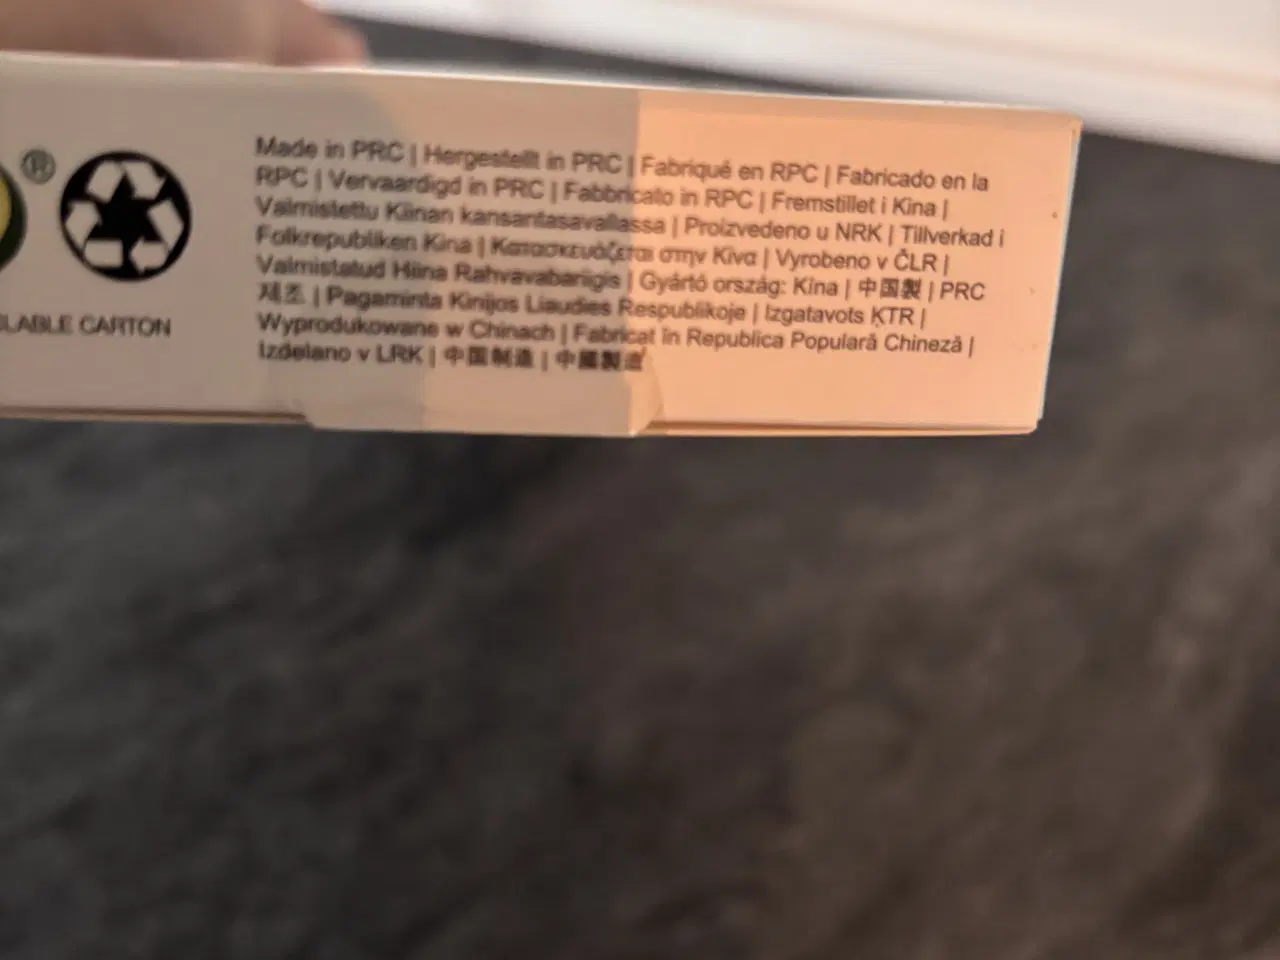 ®
LABLE CARTON
Made in PRC | Hergestellt in PRC | Fabriqué en RPC | Fabricado en la
RPC | Vervaardigd in PRC | Fabbricato in RPC | Fremstillet i Kina |
Valmistettu Kiinan kansantasavallassa | Proizvedeno u NRK | Tillverkad i
Folkrepubliken Kina | Κατασκευάζεται στην Κίνα | Vyrobeno v ČLR |
Valmistatud Hiina Rahvavabariigis | Gyártó ország: Kína | 中国製 | PRC
제조 | Pagaminta Kinijos Liaudies Respublikoje | Izgatavots ĶTR |
Wyprodukowane w Chinach | Fabricat în Republica Populară Chineză |
Izdelano v LRK | 中国制造 | 中國製造